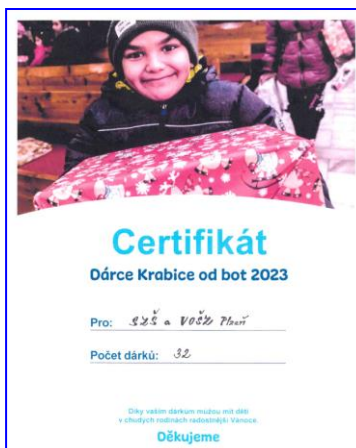 Certifikát
Dárce Krabice od bot 2023
Pro: SZŠ a VOŠZ Plzeň
Počet dárků: 32
Díky vašim dárkům můžou mít děti
v chudých rodinách radostnější Vánoce.
Děkujeme